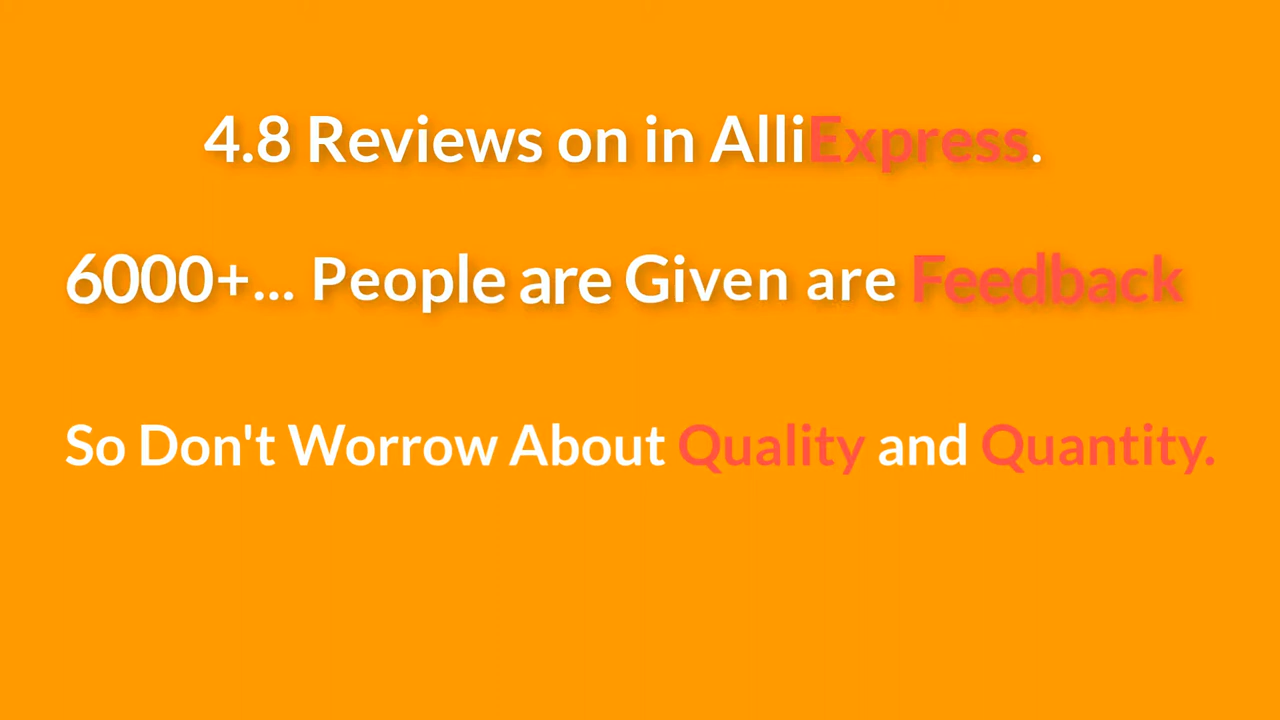 4.8 Reviews on in AlliExpress.
6000+... People are Given are Feedback
So Don't Worrow About Quality and Quantity.